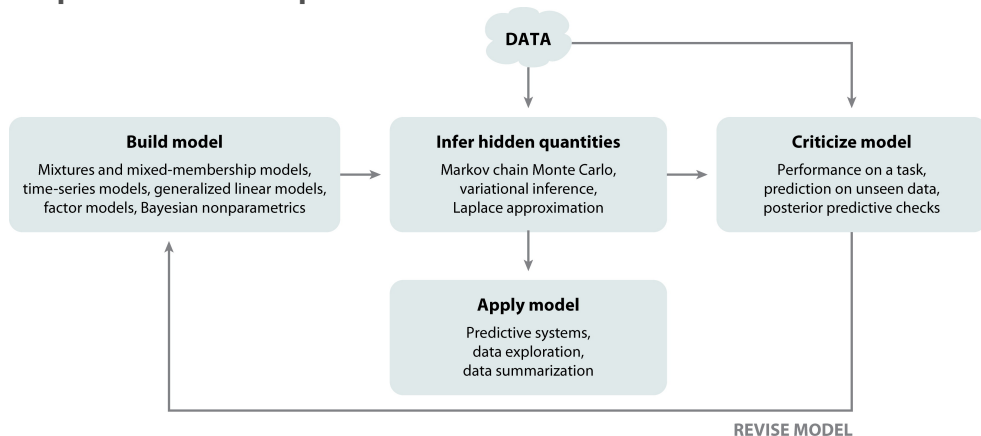 DATA
Build model
Mixtures and mixed-membership models,
time-series models, generalized linear models,
factor models, Bayesian nonparametrics
Infer hidden quantities
Markov chain Monte Carlo,
variational inference,
Laplace approximation
Criticize model
Performance on a task,
prediction on unseen data,
posterior predictive checks
Apply model
Predictive systems,
data exploration,
data summarization
REVISE MODEL